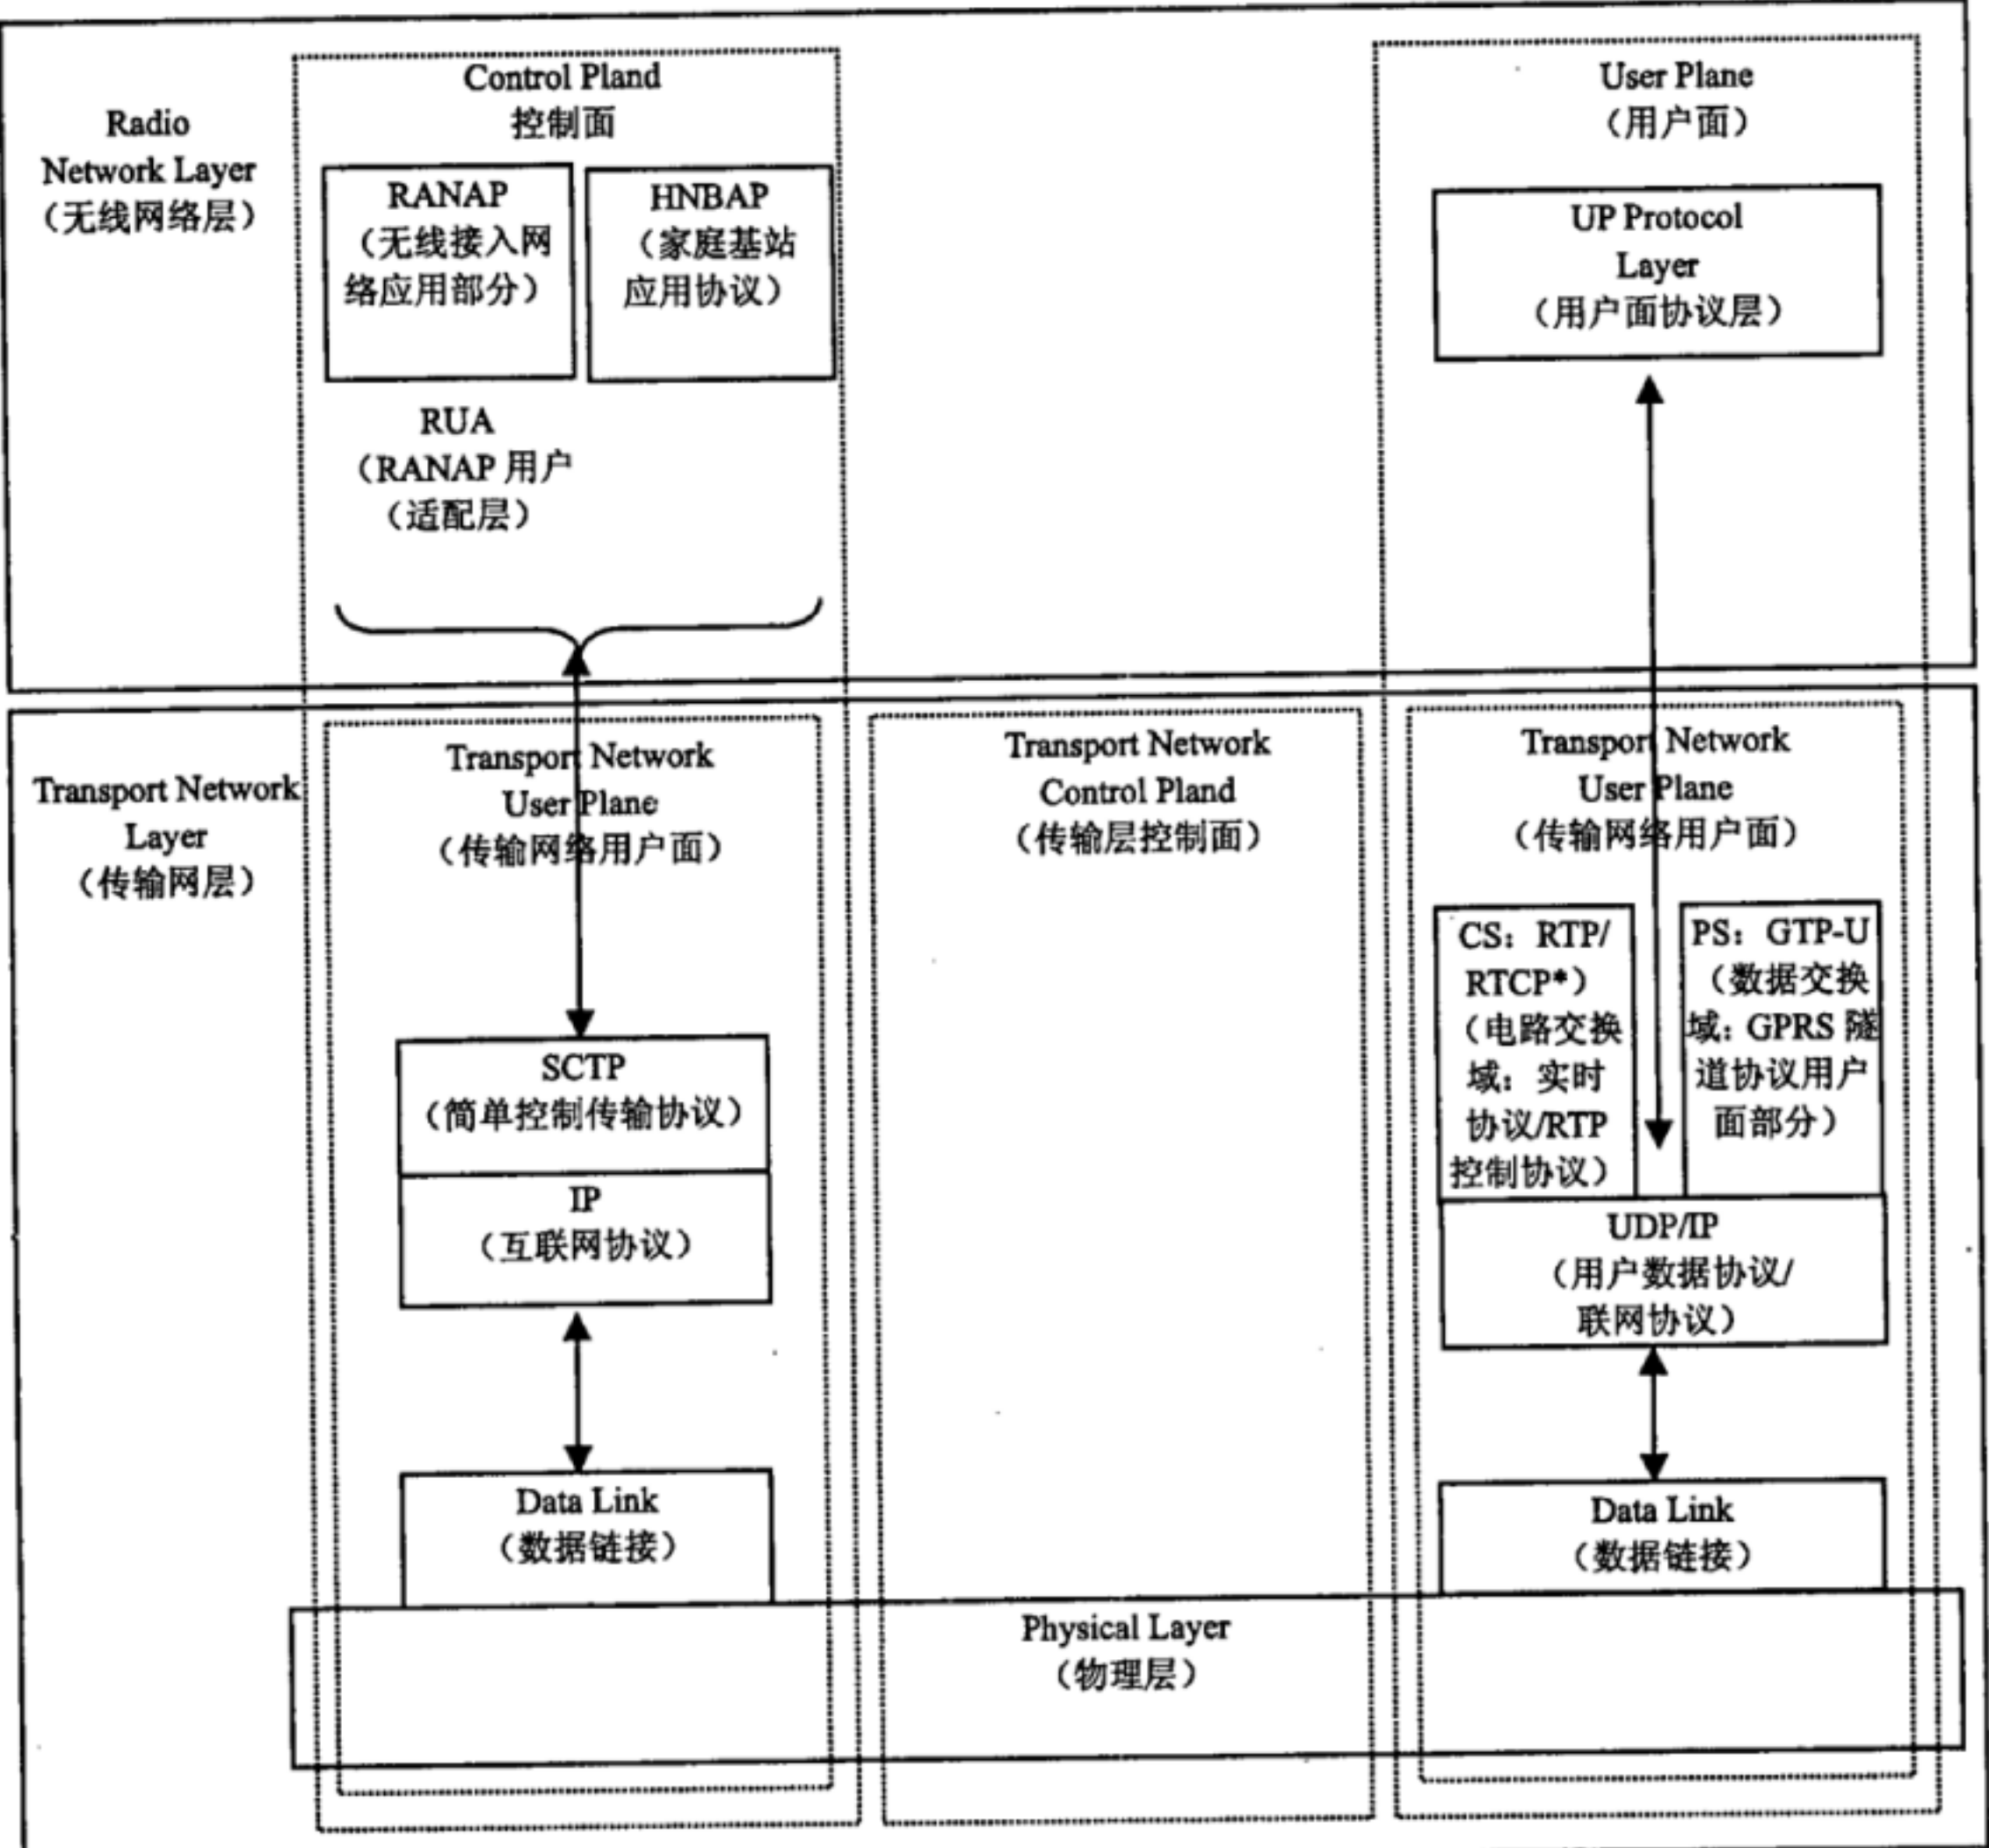 Radio
Network Layer
（无线网络层）
Control Pland
控制面
RANAP
（无线接入网
络应用部分）
HNBAP
（家庭基站
应用协议）
RUA
（RANAP 用户
（适配层）
User Plane
（用户面）
UP Protocol
Layer
（用户面协议层）
Transport Network
Layer
（传输网层）
Transport Network
User Plane
（传输网络用户面）
SCTP
（简单控制传输协议）
IP
（互联网协议）
Data Link
（数据链接）
Transport Network
Control Pland
（传输层控制面）
Transport Network
User Plane
（传输网络用户面）
CS：RTP/
RTCP*）
（电路交换
域：实时
协议/RTP
控制协议）
PS：GTP-U
（数据交换
域：GPRS 隧
道协议用户
面部分）
UDP/IP
（用户数据协议/
联网协议）
Data Link
（数据链接）
Physical Layer
（物理层）